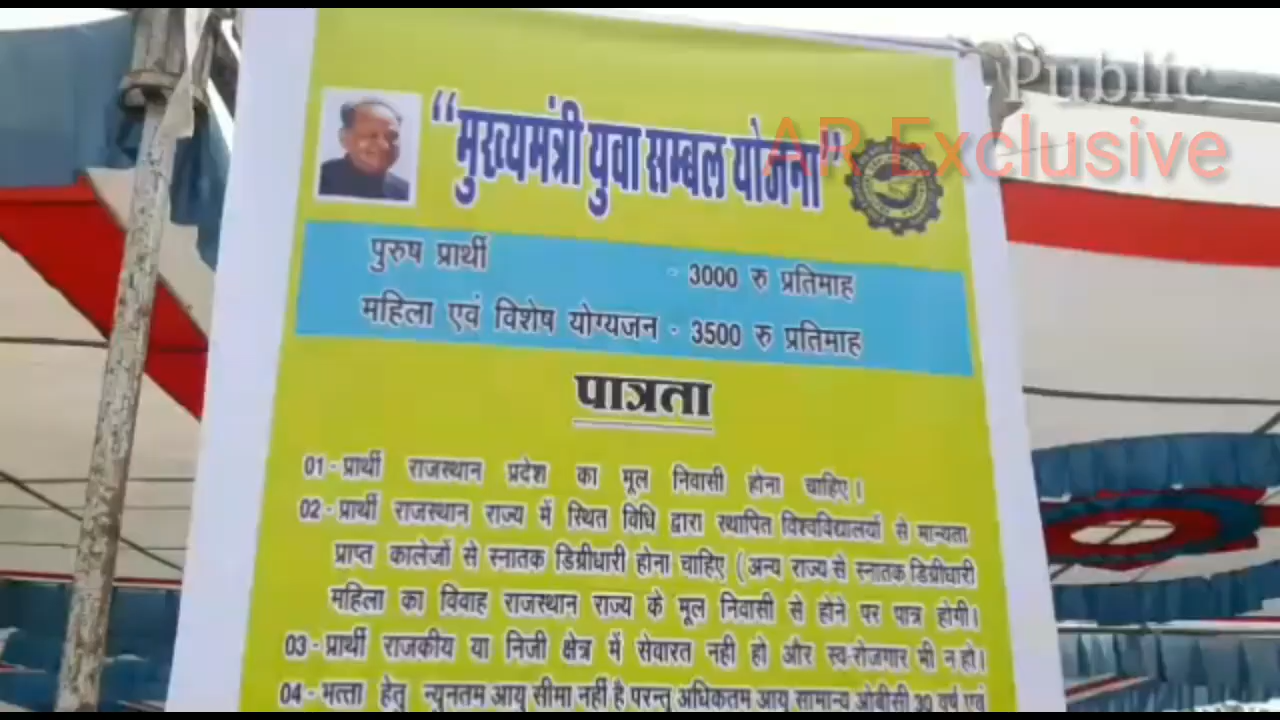 Public
AR Exclusive
“मुख्यमंत्री युवा सम्बल योजना”
पुरुष प्रार्थी - 3000 रु प्रतिमाह
महिला एवं विशेष योग्यजन - 3500 रु प्रतिमाह
पात्रता
01 - प्रार्थी राजस्थान प्रदेश का मूल निवासी होना चाहिए।
02 - प्रार्थी राजस्थान राज्य में स्थित विधि द्वारा स्थापित विश्वविद्यालयों से मान्यता
प्राप्त कालेजों से स्नातक डिग्रीधारी होना चाहिए (अन्य राज्य से स्नातक डिग्रीधारी
महिला का विवाह राजस्थान राज्य के मूल निवासी से होने पर पात्र होगी।
03 - प्रार्थी राजकीय या निजी क्षेत्र में सेवारत नही हो और स्व-रोजगार भी न हो।
04 - भत्ता हेतु न्यूनतम आयु सीमा नहीं है परन्तु अधिकतम आयु सामान्य ओबीसी 30 वर्ष एवं